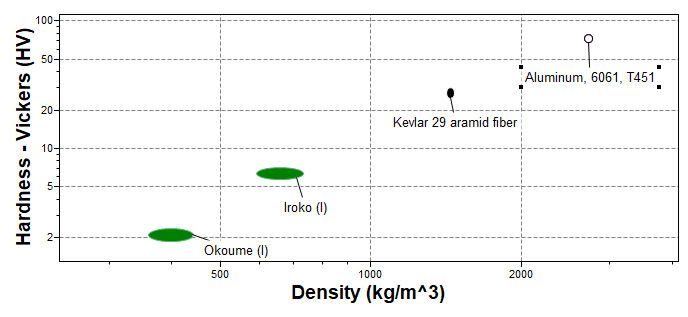 Hardness - Vickers (HV)
100
50
20
10
5
2
Aluminum, 6061, T451
Kevlar 29 aramid fiber
Iroko (l)
Okoume (l)
500
1000
2000
Density (kg/m^3)